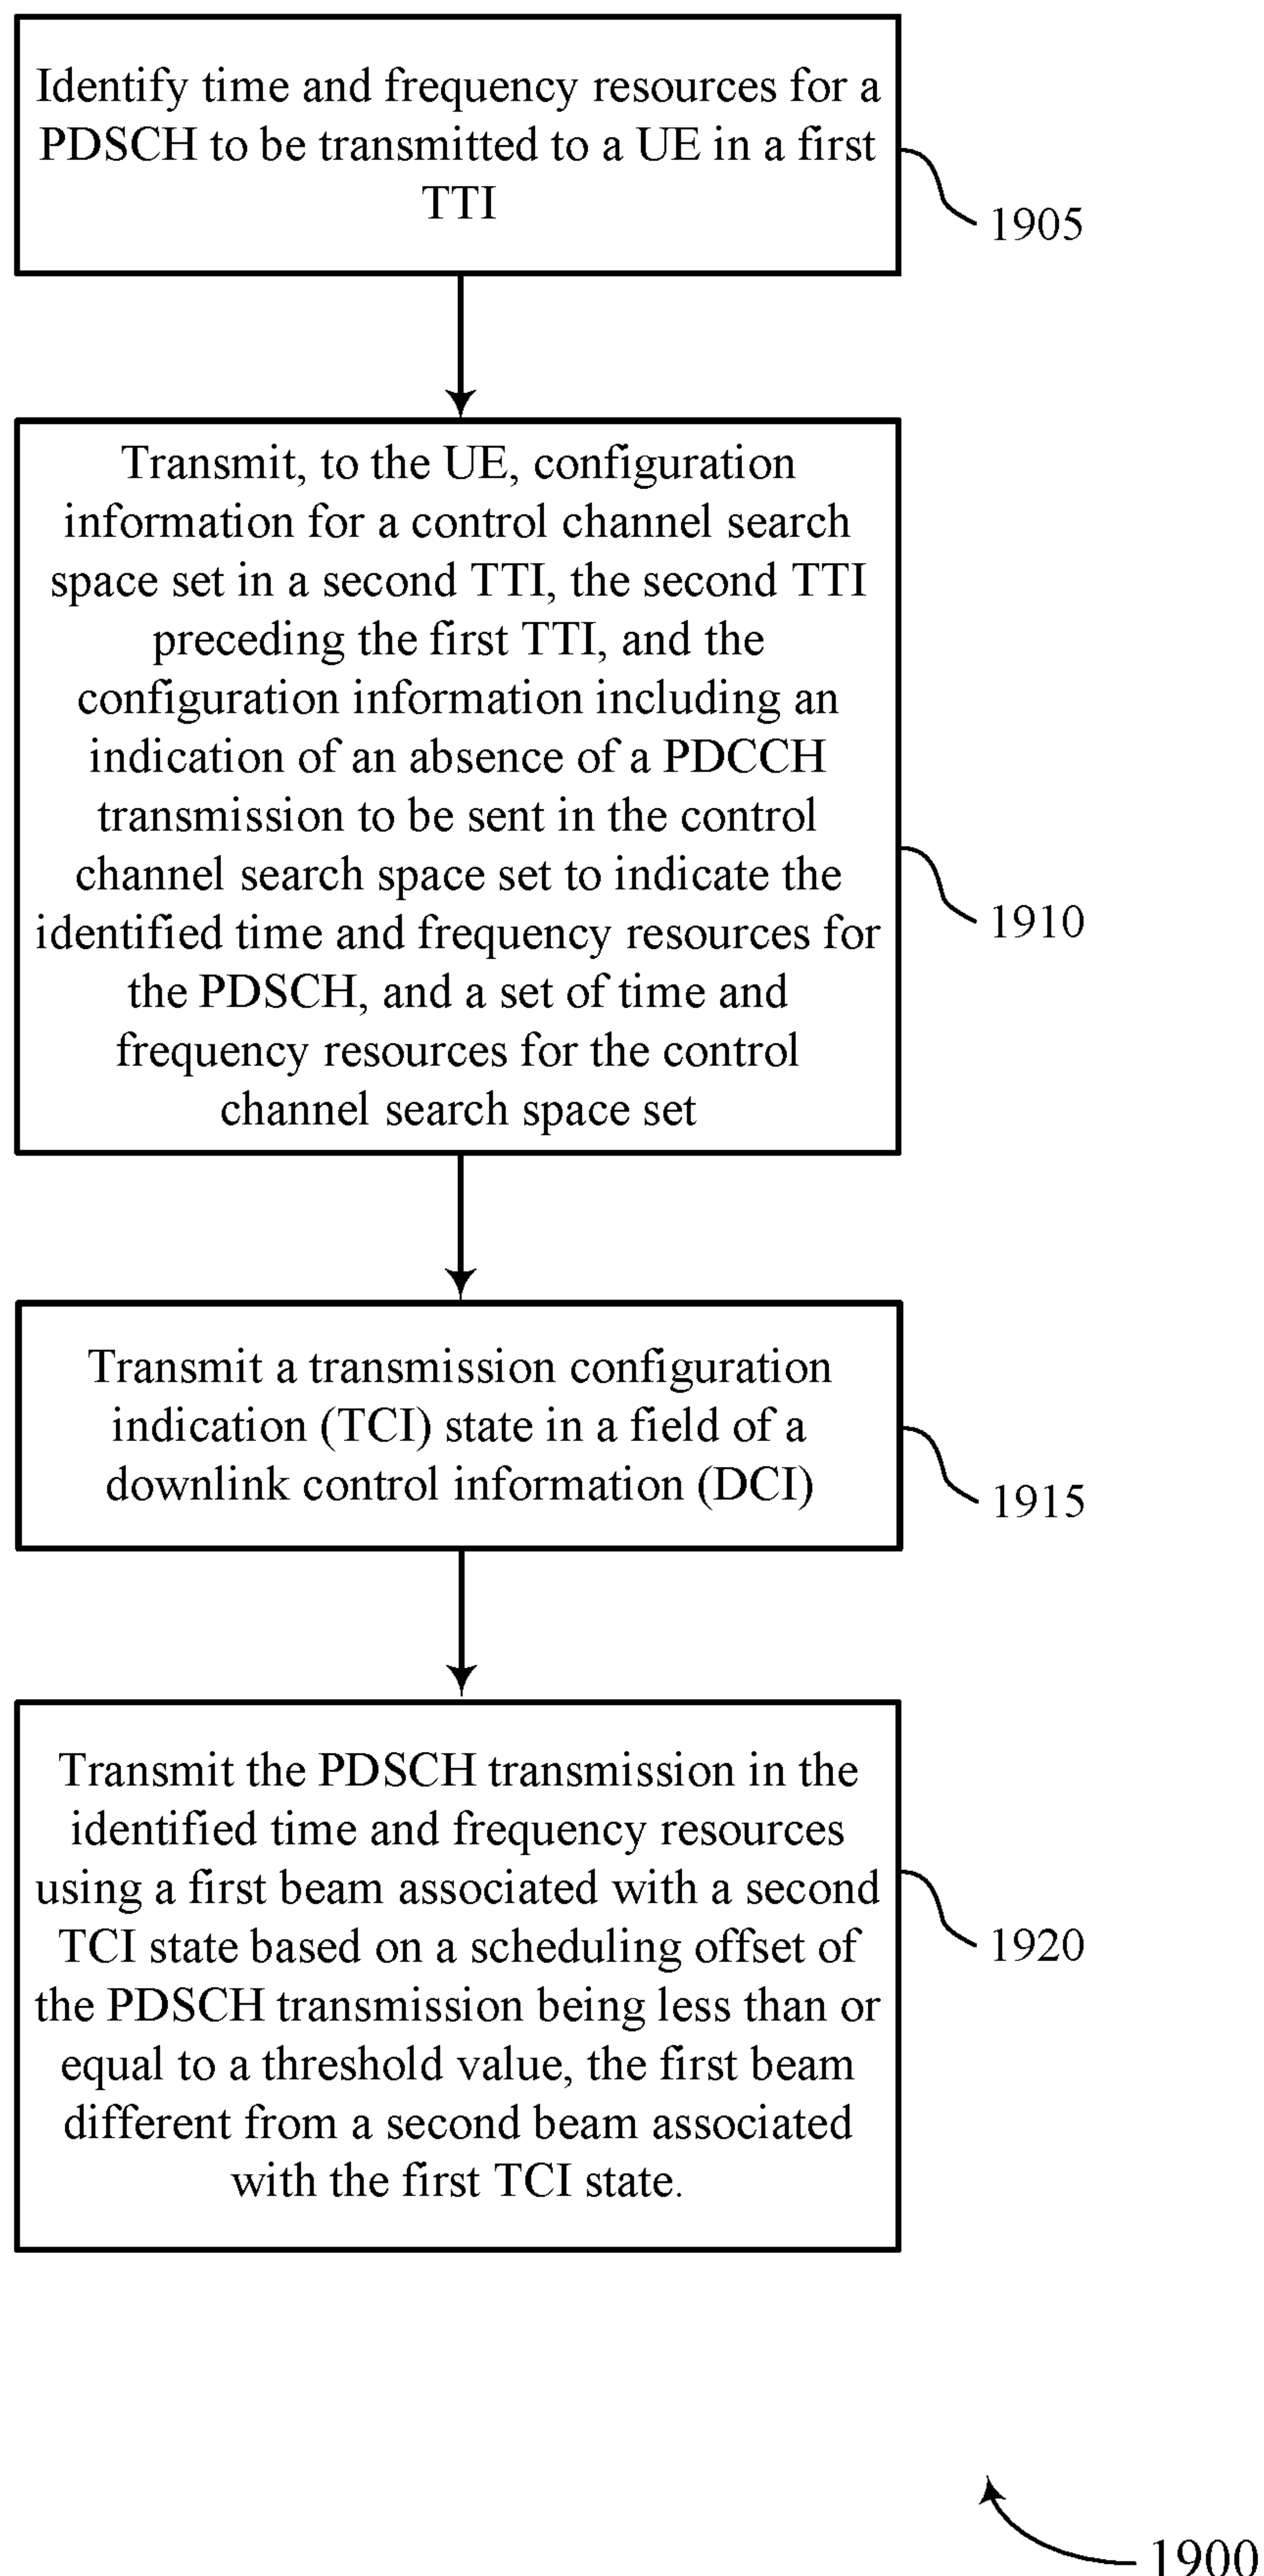 Identify time and frequency resources for a
PDSCH to be transmitted to a UE in a first
TTI
1905
Transmit, to the UE, configuration
information for a control channel search
space set in a second TTI, the second TTI
preceding the first TTI, and the
configuration information including an
indication of an absence of a PDCCH
transmission to be sent in the control
channel search space set to indicate the
identified time and frequency resources for
the PDSCH, and a set of time and
frequency resources for the control
channel search space set
1910
Transmit a transmission configuration
indication (TCI) state in a field of a
downlink control information (DCI)
1915
Transmit the PDSCH transmission in the
identified time and frequency resources
using a first beam associated with a second
TCI state based on a scheduling offset of
the PDSCH transmission being less than or
equal to a threshold value, the first beam
different from a second beam associated
with the first TCI state.
1920
1900